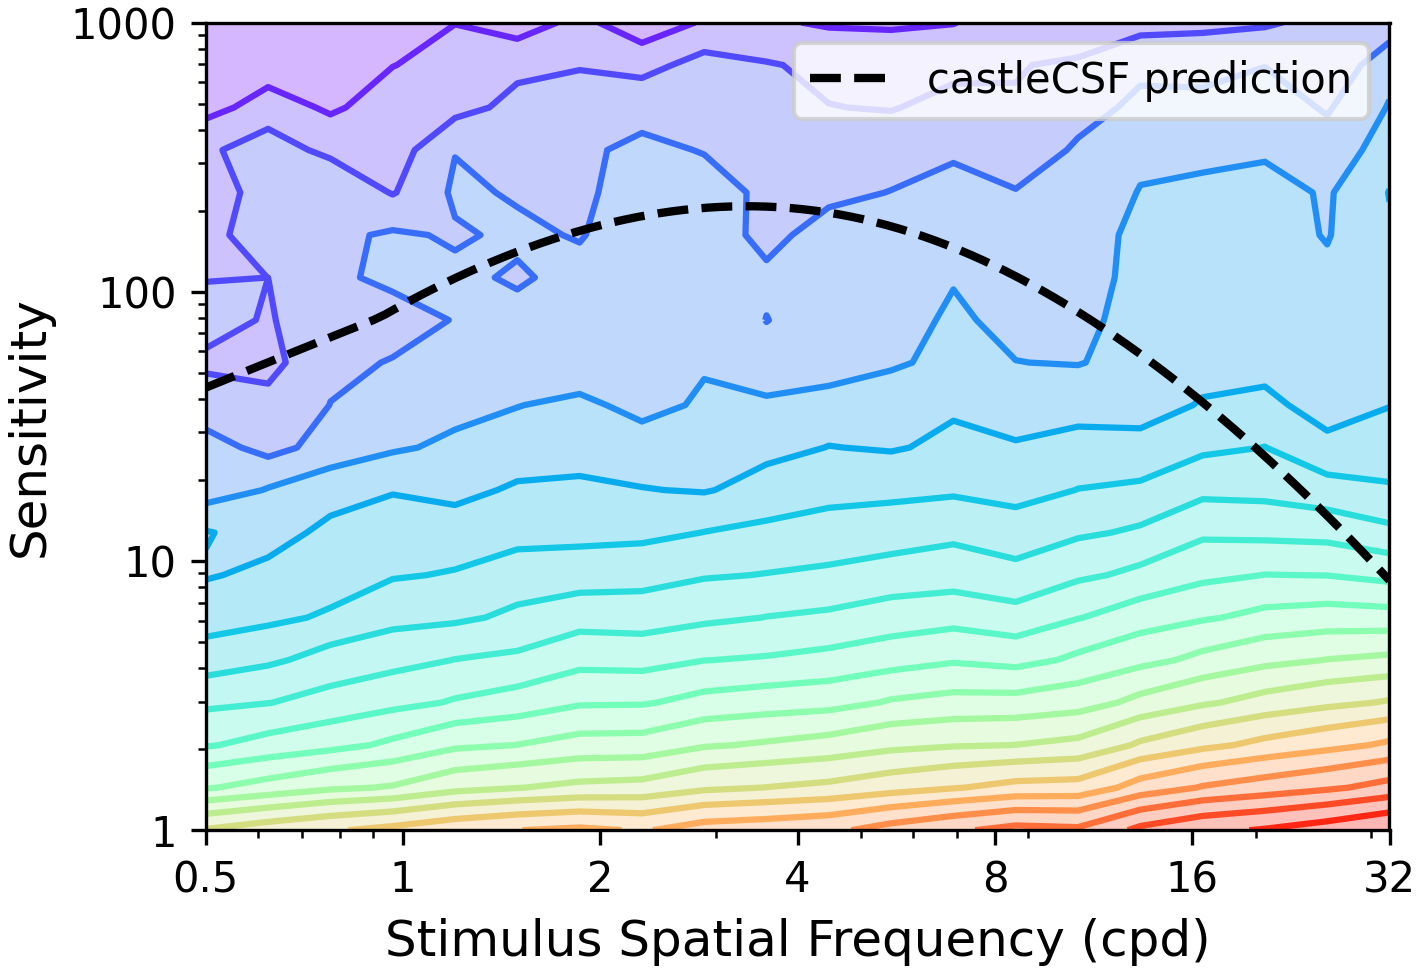 1000
100
10
1
Sensitivity
castleCSF prediction
0.5 1 2 4 8 16 32
Stimulus Spatial Frequency (cpd)